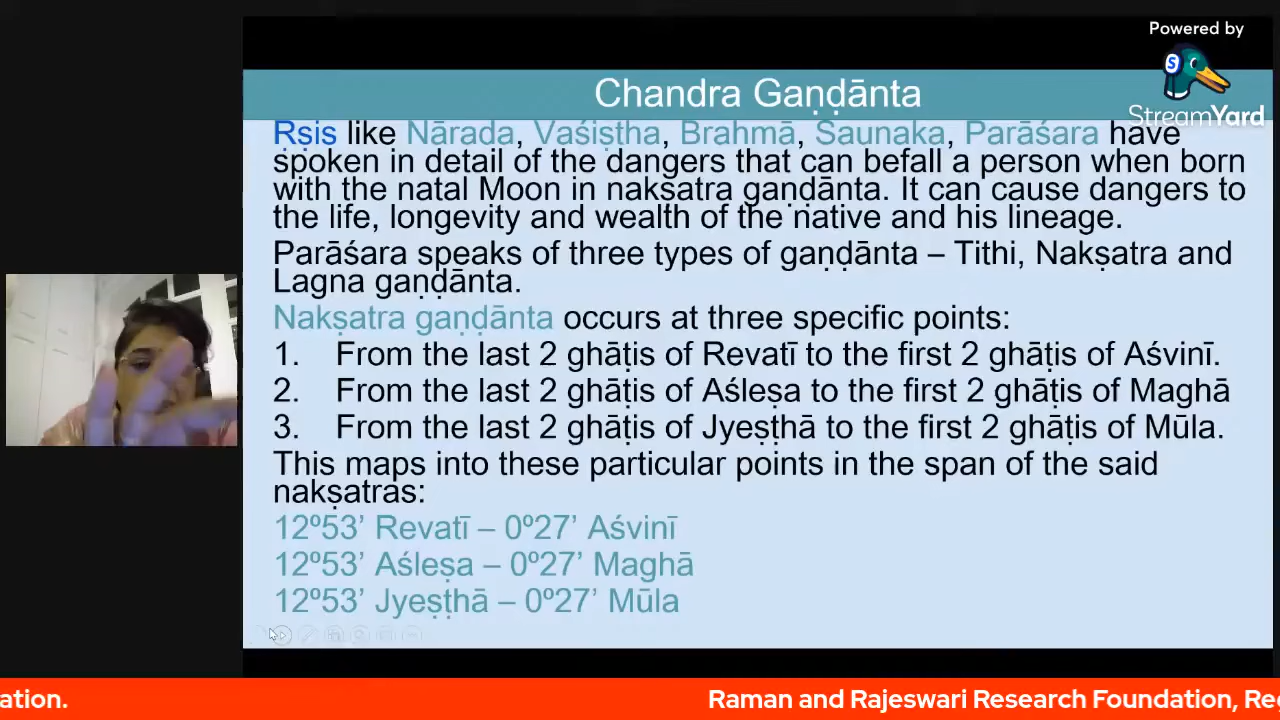 Powered by
StreamYard
Chandra Gaṇḍānta
Ṛṣis like Nārada, Vaśiṣtha, Brahmā, Śaunaka, Parāśara have
spoken in detail of the dangers that can befall a person when born
with the natal Moon in nakṣatra gaṇḍānta. It can cause dangers to
the life, longevity and wealth of the native and his lineage.
Parāśara speaks of three types of gaṇḍānta – Tithi, Nakṣatra and
Lagna gaṇḍānta.
Nakṣatra gaṇḍānta occurs at three specific points:
1. From the last 2 ghāṭis of Revatī to the first 2 ghāṭis of Aśvinī.
2. From the last 2 ghāṭis of Aśleṣa to the first 2 ghāṭis of Maghā
3. From the last 2 ghāṭis of Jyeṣṭhā to the first 2 ghāṭis of Mūla.
This maps into these particular points in the span of the said
nakṣatras:
12º53’ Revatī – 0º27’ Aśvinī
12º53’ Aśleṣa – 0º27’ Maghā
12º53’ Jyeṣṭhā – 0º27’ Mūla
ation. Raman and Rajeswari Research Foundation, Reg